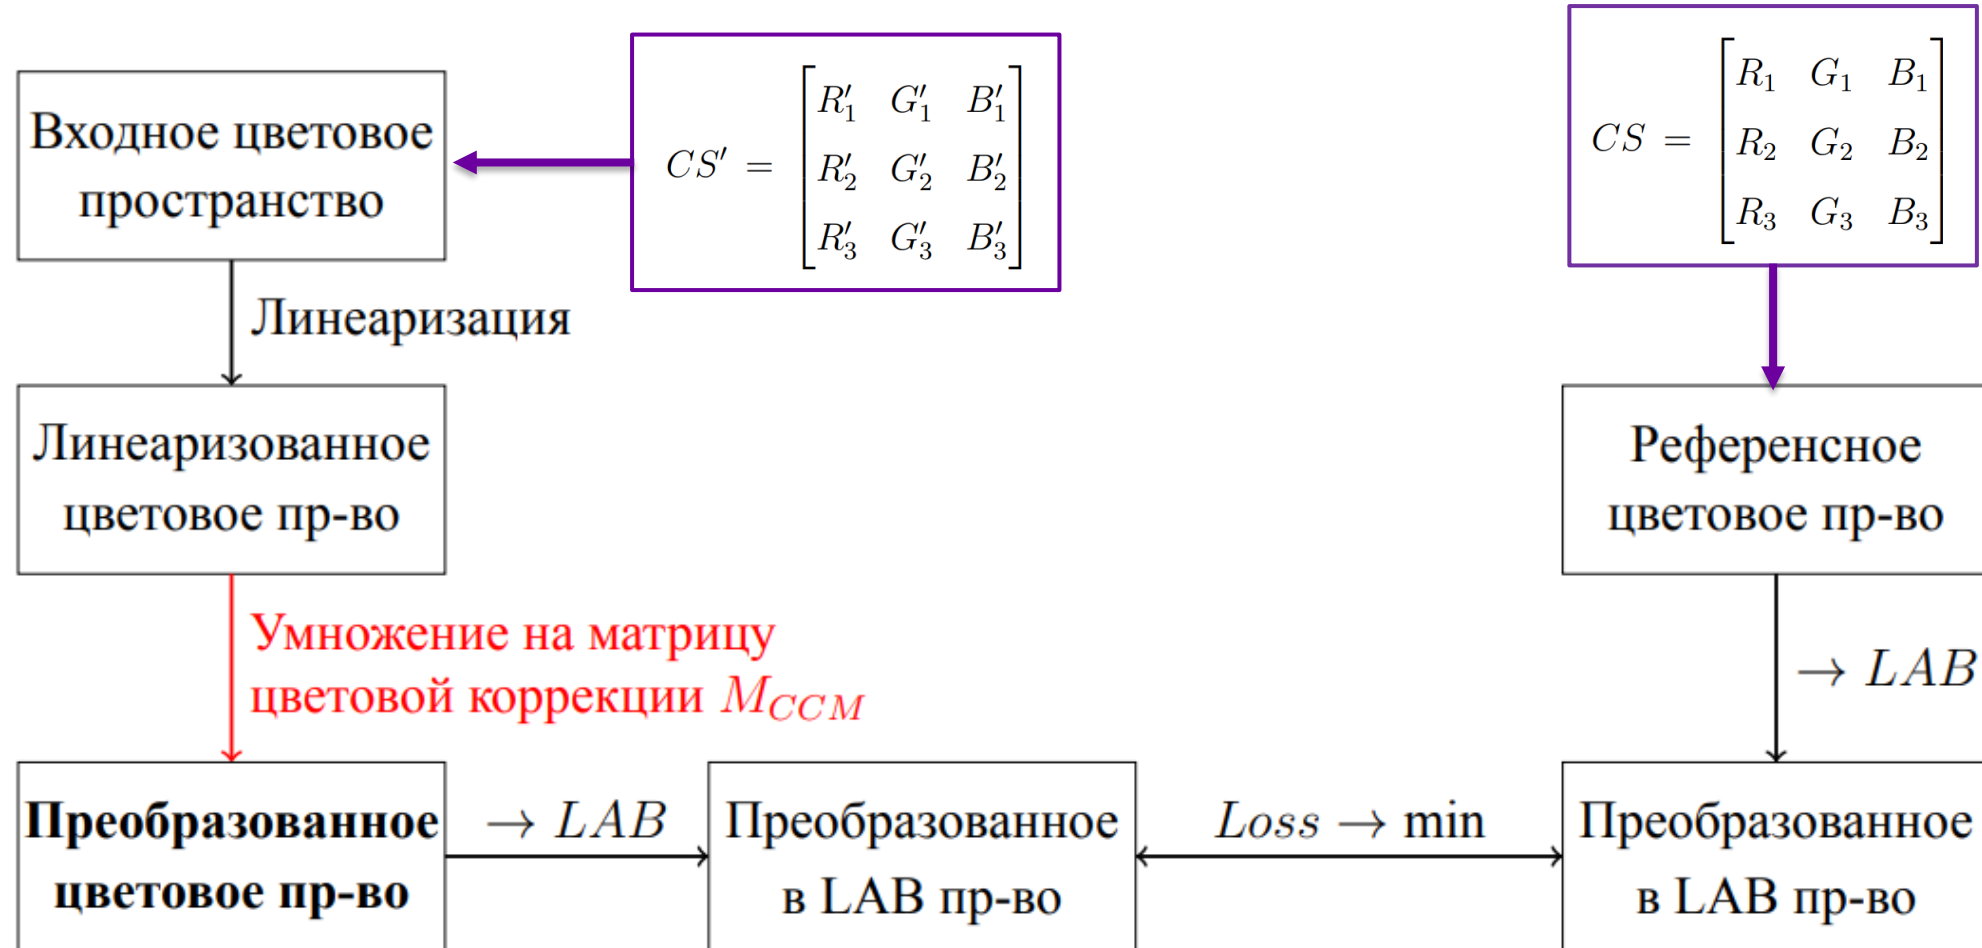 Входное цветовое
пространство
CS' = [R'₁ G'₁ B'₁
R'₂ G'₂ B'₂
R'₃ G'₃ B'₃]
CS = [R₁ G₁ B₁
R₂ G₂ B₂
R₃ G₃ B₃]
Линеаризация
Линеаризованное
цветовое пр-во
Референсное
цветовое пр-во
Умножение на матрицу
цветовой коррекции M_CCM
→ LAB
Преобразованное
цветовое пр-во
→ LAB
Преобразованное
в LAB пр-во
Loss → min
Преобразованное
в LAB пр-во